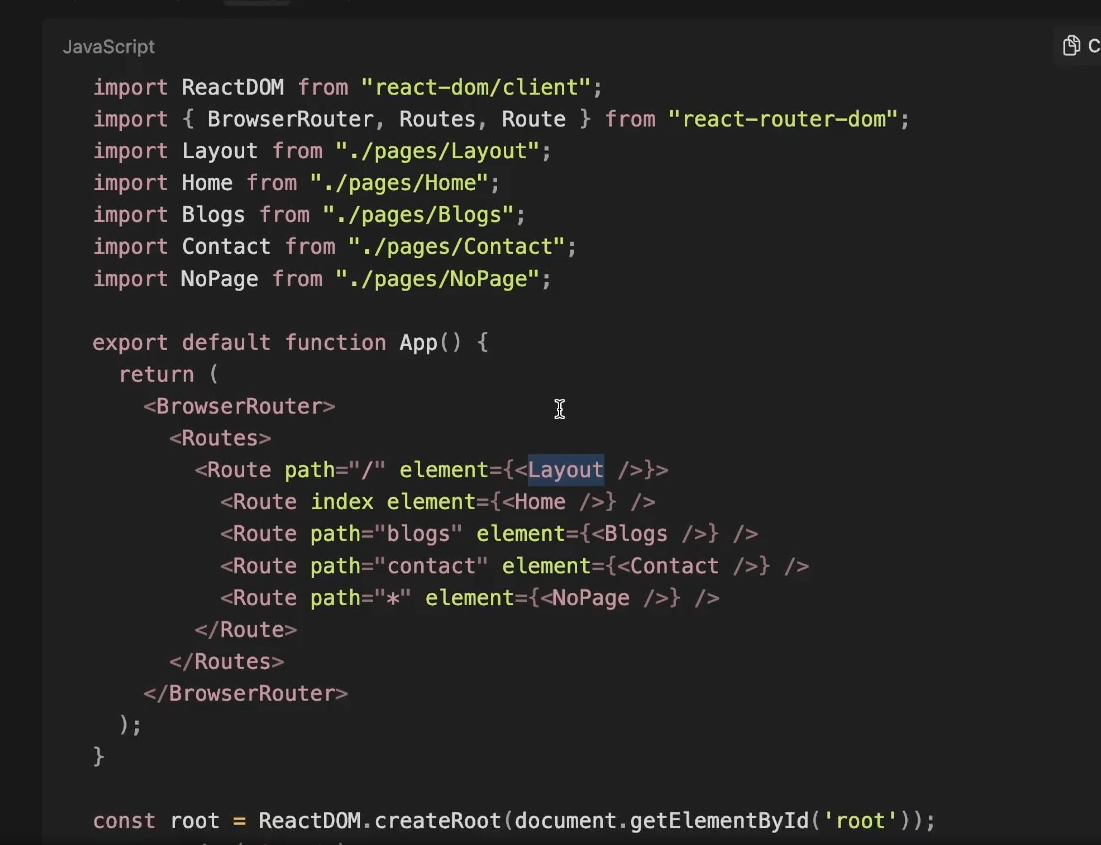 JavaScript
import ReactDOM from "react-dom/client";
import { BrowserRouter, Routes, Route } from "react-router-dom";
import Layout from "./pages/Layout";
import Home from "./pages/Home";
import Blogs from "./pages/Blogs";
import Contact from "./pages/Contact";
import NoPage from "./pages/NoPage";

export default function App() {
  return (
    <BrowserRouter>
      <Routes>
        <Route path="/" element={<Layout />}>
          <Route index element={<Home />} />
          <Route path="blogs" element={<Blogs />} />
          <Route path="contact" element={<Contact />} />
          <Route path="*" element={<NoPage />} />
        </Route>
      </Routes>
    </BrowserRouter>
  );
}

const root = ReactDOM.createRoot(document.getElementById('root'));